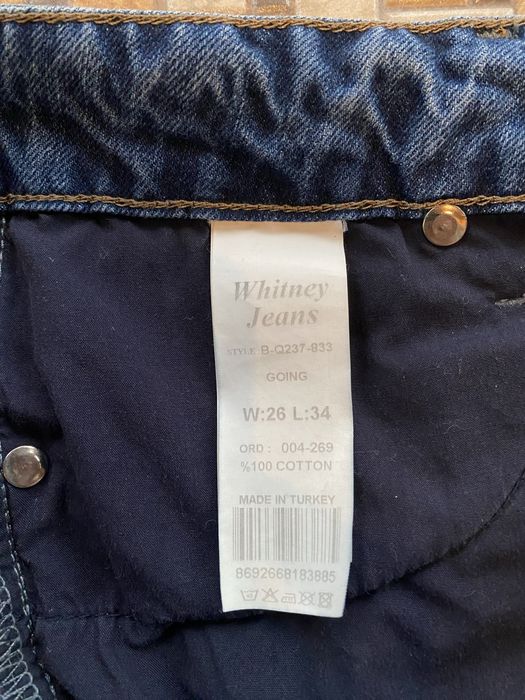 Whitney
Jeans
STYLE: B-Q237-833
GOING
W:26 L:34
ORD : 004-269
%100 COTTON
MADE IN TURKEY
8692668183885